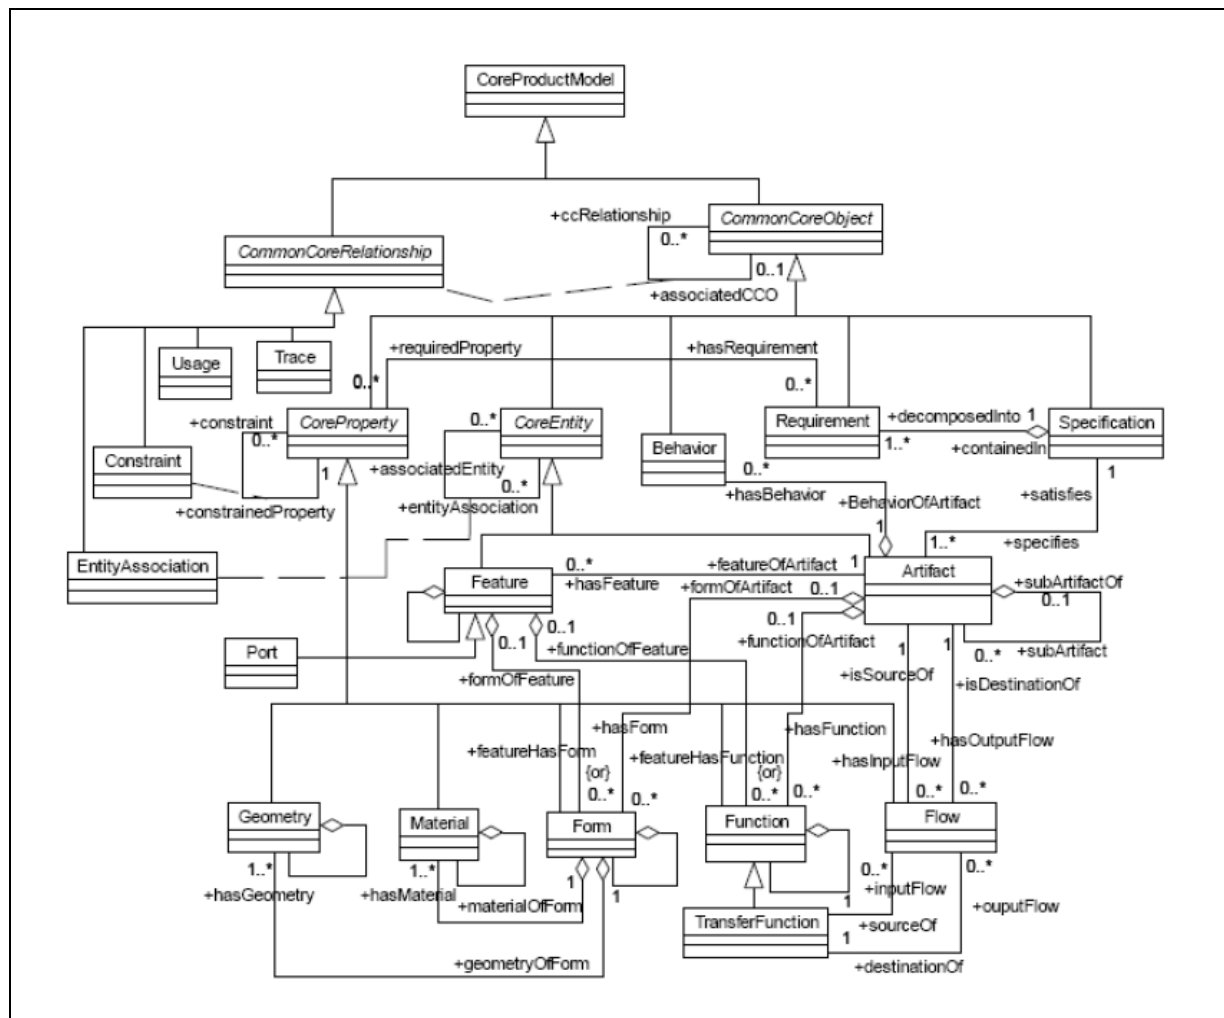 CoreProductModel
+ccRelationship
CommonCoreObject
0..*
CommonCoreRelationship
0..1
+associatedCCO
Usage
Trace
+requiredProperty
+hasRequirement
0..*
0..*
+constraint
0..*
CoreProperty
0..*
CoreEntity
Requirement
+decomposedInto
1
Specification
1..*
+containedIn
Constraint
1
+associatedEntity
Behavior
0..*
1
+constrainedProperty
+entityAssociation
0..*
+hasBehavior
+BehaviorOfArtifact
+satisfies
1
1..*
+specifies
EntityAssociation
Feature
0..*
+hasFeature
+featureOfArtifact
1
Artifact
+formOfArtifact
0..1
+subArtifactOf
0..1
Port
0..1
0..1
+functionOfFeature
0..1
+functionOfArtifact
1
1
0..*
+subArtifact
+formOfFeature
+isSourceOf
+isDestinationOf
+featureHasForm
+hasForm
+featureHasFunction
+hasFunction
+hasInputFlow
+hasOutputFlow
{or}
{or}
0..*
0..*
0..*
0..*
0..*
0..*
Geometry
Material
Form
Function
Flow
1..*
1..*
1
1
0..*
0..*
+hasGeometry
+hasMaterial
+materialOfForm
1
+inputFlow
+ouputFlow
TransferFunction
1
+sourceOf
+geometryOfForm
+destinationOf